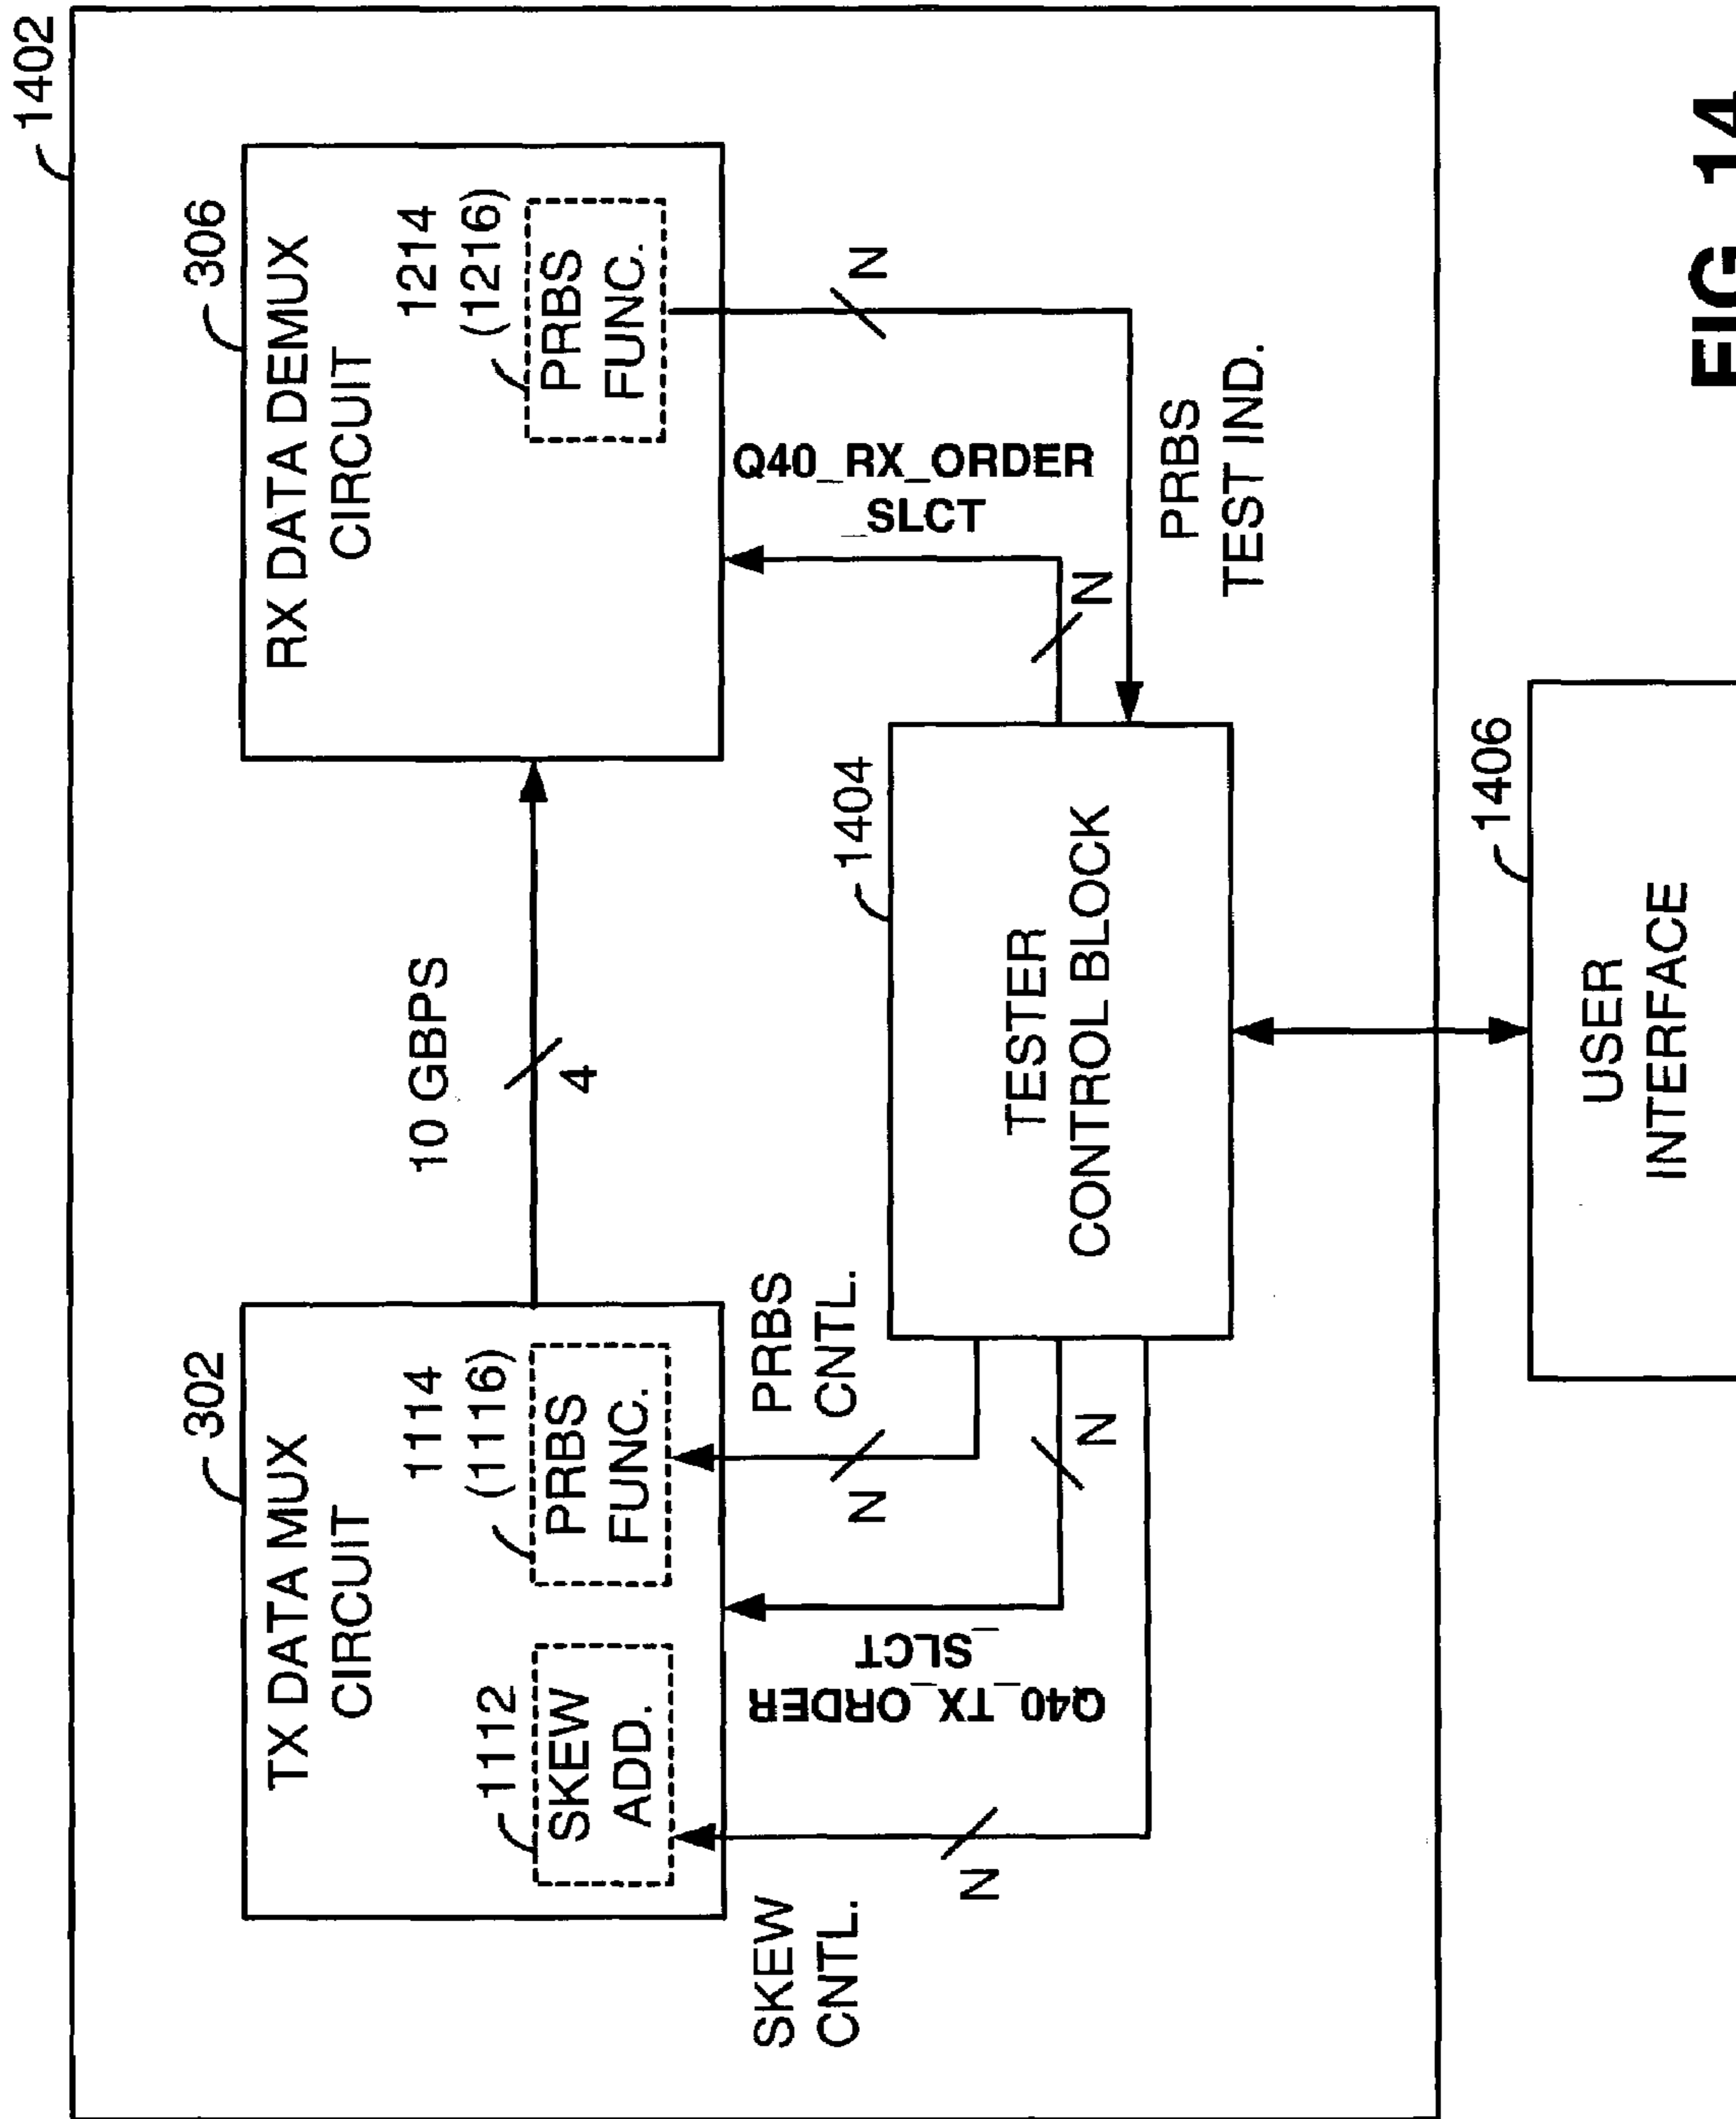 1402
302
TX DATA MUX
CIRCUIT
1112
SKEW
ADD.
1114
(1116)
PRBS
FUNC.
10 GBPS
4
306
RX DATA DEMUX
CIRCUIT
1214
(1216)
PRBS
FUNC.
SKEW
CNTL.
N
Q40_TX_ORDER
_SLCT
N
PRBS
CNTL.
N
1404
TESTER
CONTROL BLOCK
Q40_RX_ORDER
_SLCT
N
N
PRBS
TEST IND.
1406
USER
INTERFACE
FIG. 14